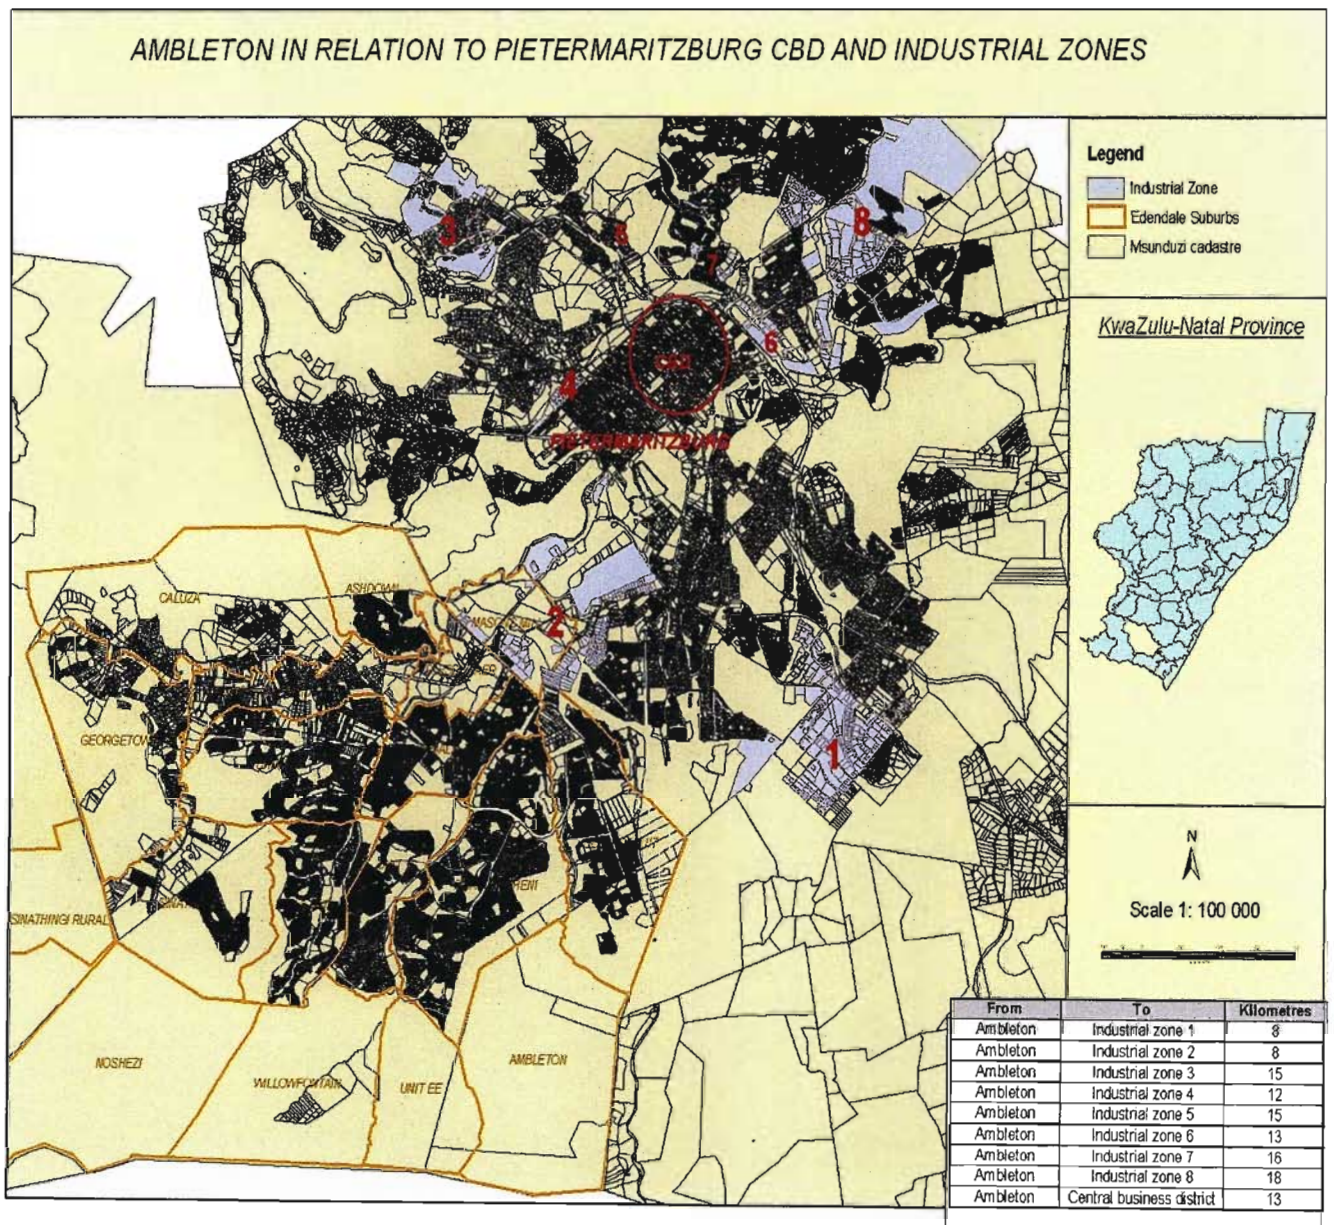 AMBLETON IN RELATION TO PIETERMARITZBURG CBD AND INDUSTRIAL ZONES
Legend
Industrial Zone
Edendale Suburbs
Msunduzi cadastre
KwaZulu-Natal Province
N
Scale 1: 100 000
3
5
8
7
6
CBD
4
PIETERMARITZBURG
CALUZA
ASHDOWN
2
GEORGETOW
1
SINATHINGI RURAL
NOSHEZI
WILLOWFONTAIN
UNIT EE
AMBLETON
From To Kilometres
Ambleton Industrial zone 1 8
Ambleton Industrial zone 2 8
Ambleton Industrial zone 3 15
Ambleton Industrial zone 4 12
Ambleton Industrial zone 5 15
Ambleton Industrial zone 6 13
Ambleton Industrial zone 7 16
Ambleton Industrial zone 8 18
Ambleton Central business district 13